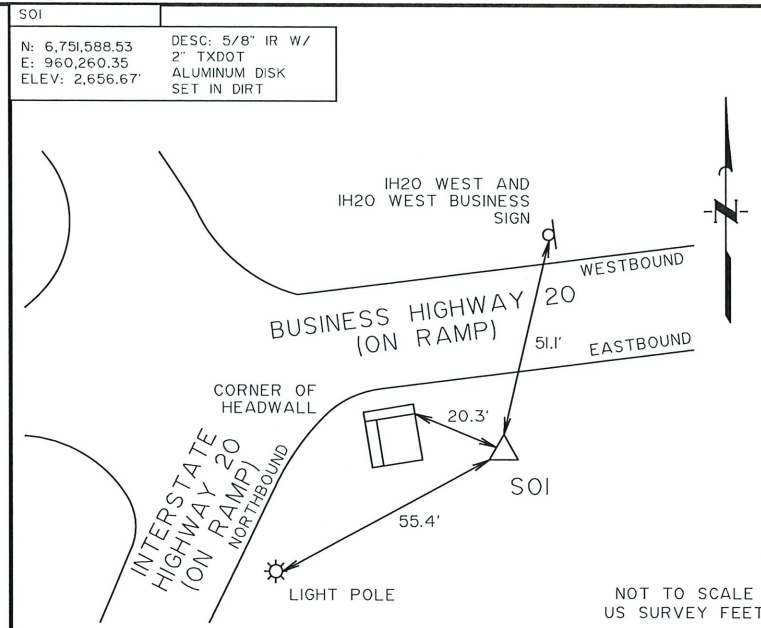 SO1
N: 6,751,588.53
E: 960,260.35
ELEV: 2,656.67'
DESC: 5/8" IR W/
2" TXDOT
ALUMINUM DISK
SET IN DIRT
IH20 WEST AND
IH20 WEST BUSINESS
SIGN
N
WESTBOUND
BUSINESS HIGHWAY 20
(ON RAMP)
51.1'
EASTBOUND
CORNER OF
HEADWALL
20.3'
SO1
INTERSTATE
HIGHWAY 20
(ON RAMP)
NORTHBOUND
55.4'
LIGHT POLE
NOT TO SCALE
US SURVEY FEET